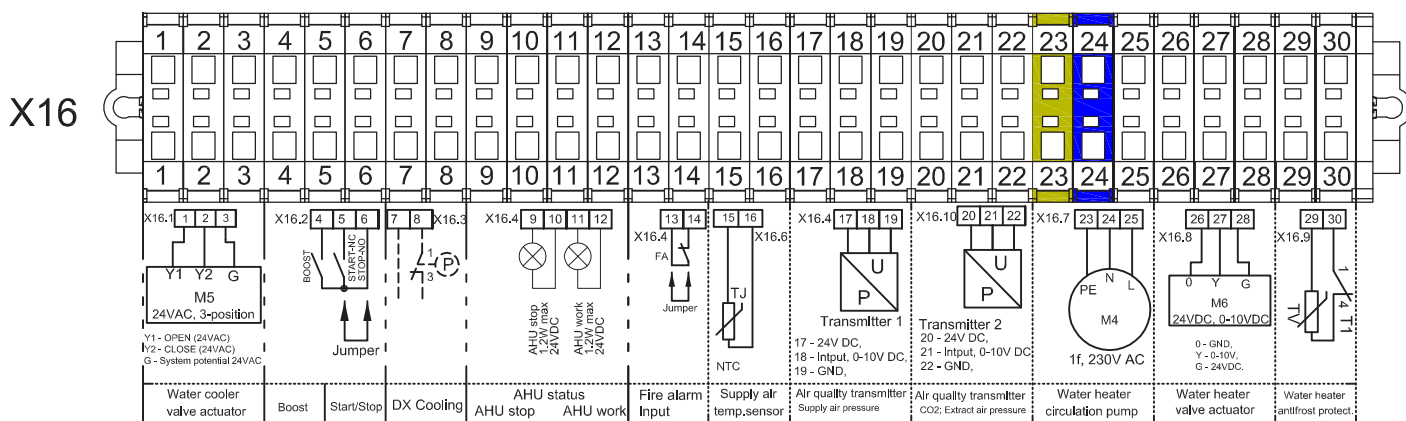 1 2 3 4 5 6 7 8 9 10 11 12 13 14 15 16 17 18 19 20 21 22 23 24 25 26 27 28 29 30
X16
1 2 3 4 5 6 7 8 9 10 11 12 13 14 15 16 17 18 19 20 21 22 23 24 25 26 27 28 29 30
X16.1 1 2 3
Y1 Y2 G
M5
24VAC, 3-position
Y1 - OPEN (24VAC)
Y2 - CLOSE (24VAC)
G - System potential 24VAC
Water cooler
valve actuator
X16.2 4 5 6
BOOST
START-NC
STOP-NO
Jumper
Boost
Start/Stop
7 8 X16.3
1
3
P
DX Cooling
X16.4
9 10 11 12
AHU stop
1.2W max
24VDC
AHU work
1.2W max
24VDC
AHU status
AHU stop AHU work
13 14
X16.4
FA
Jumper
Fire alarm
Input
15 16
X16.6
TJ
NTC
Supply air
temp.sensor
X16.4 17 18 19
U
P
Transmitter 1
17 - 24V DC,
18 - Intput, 0-10V DC,
19 - GND,
Air quality transmitter
Supply air pressure
X16.10 20 21 22
U
P
Transmitter 2
20 - 24V DC,
21 - Intput, 0-10V DC
22 - GND,
Air quality transmitter
CO2; Extract air pressure
X16.7
23 24 25
PE N L
M4
1f, 230V AC
Water heater
circulation pump
26 27 28
X16.8
0 Y G
M6
24VDC, 0-10VDC
0 - GND,
Y - 0-10V,
G - 24VDC.
Water heater
valve actuator
29 30
X16.9
TV
1
4
T1
Water heater
antifrost protect.